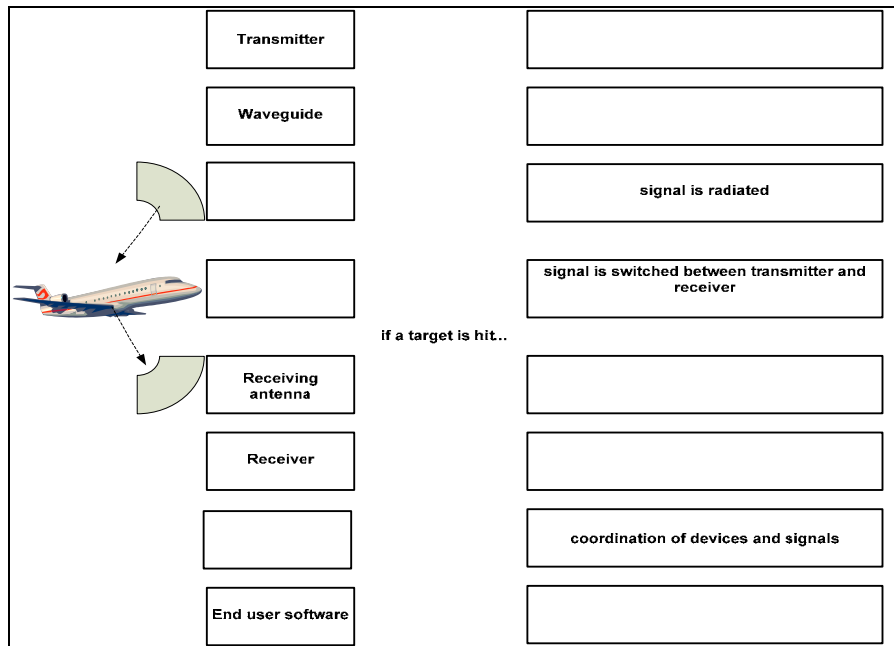 Transmitter
Waveguide
signal is radiated
signal is switched between transmitter and
receiver
if a target is hit...
Receiving
antenna
Receiver
coordination of devices and signals
End user software